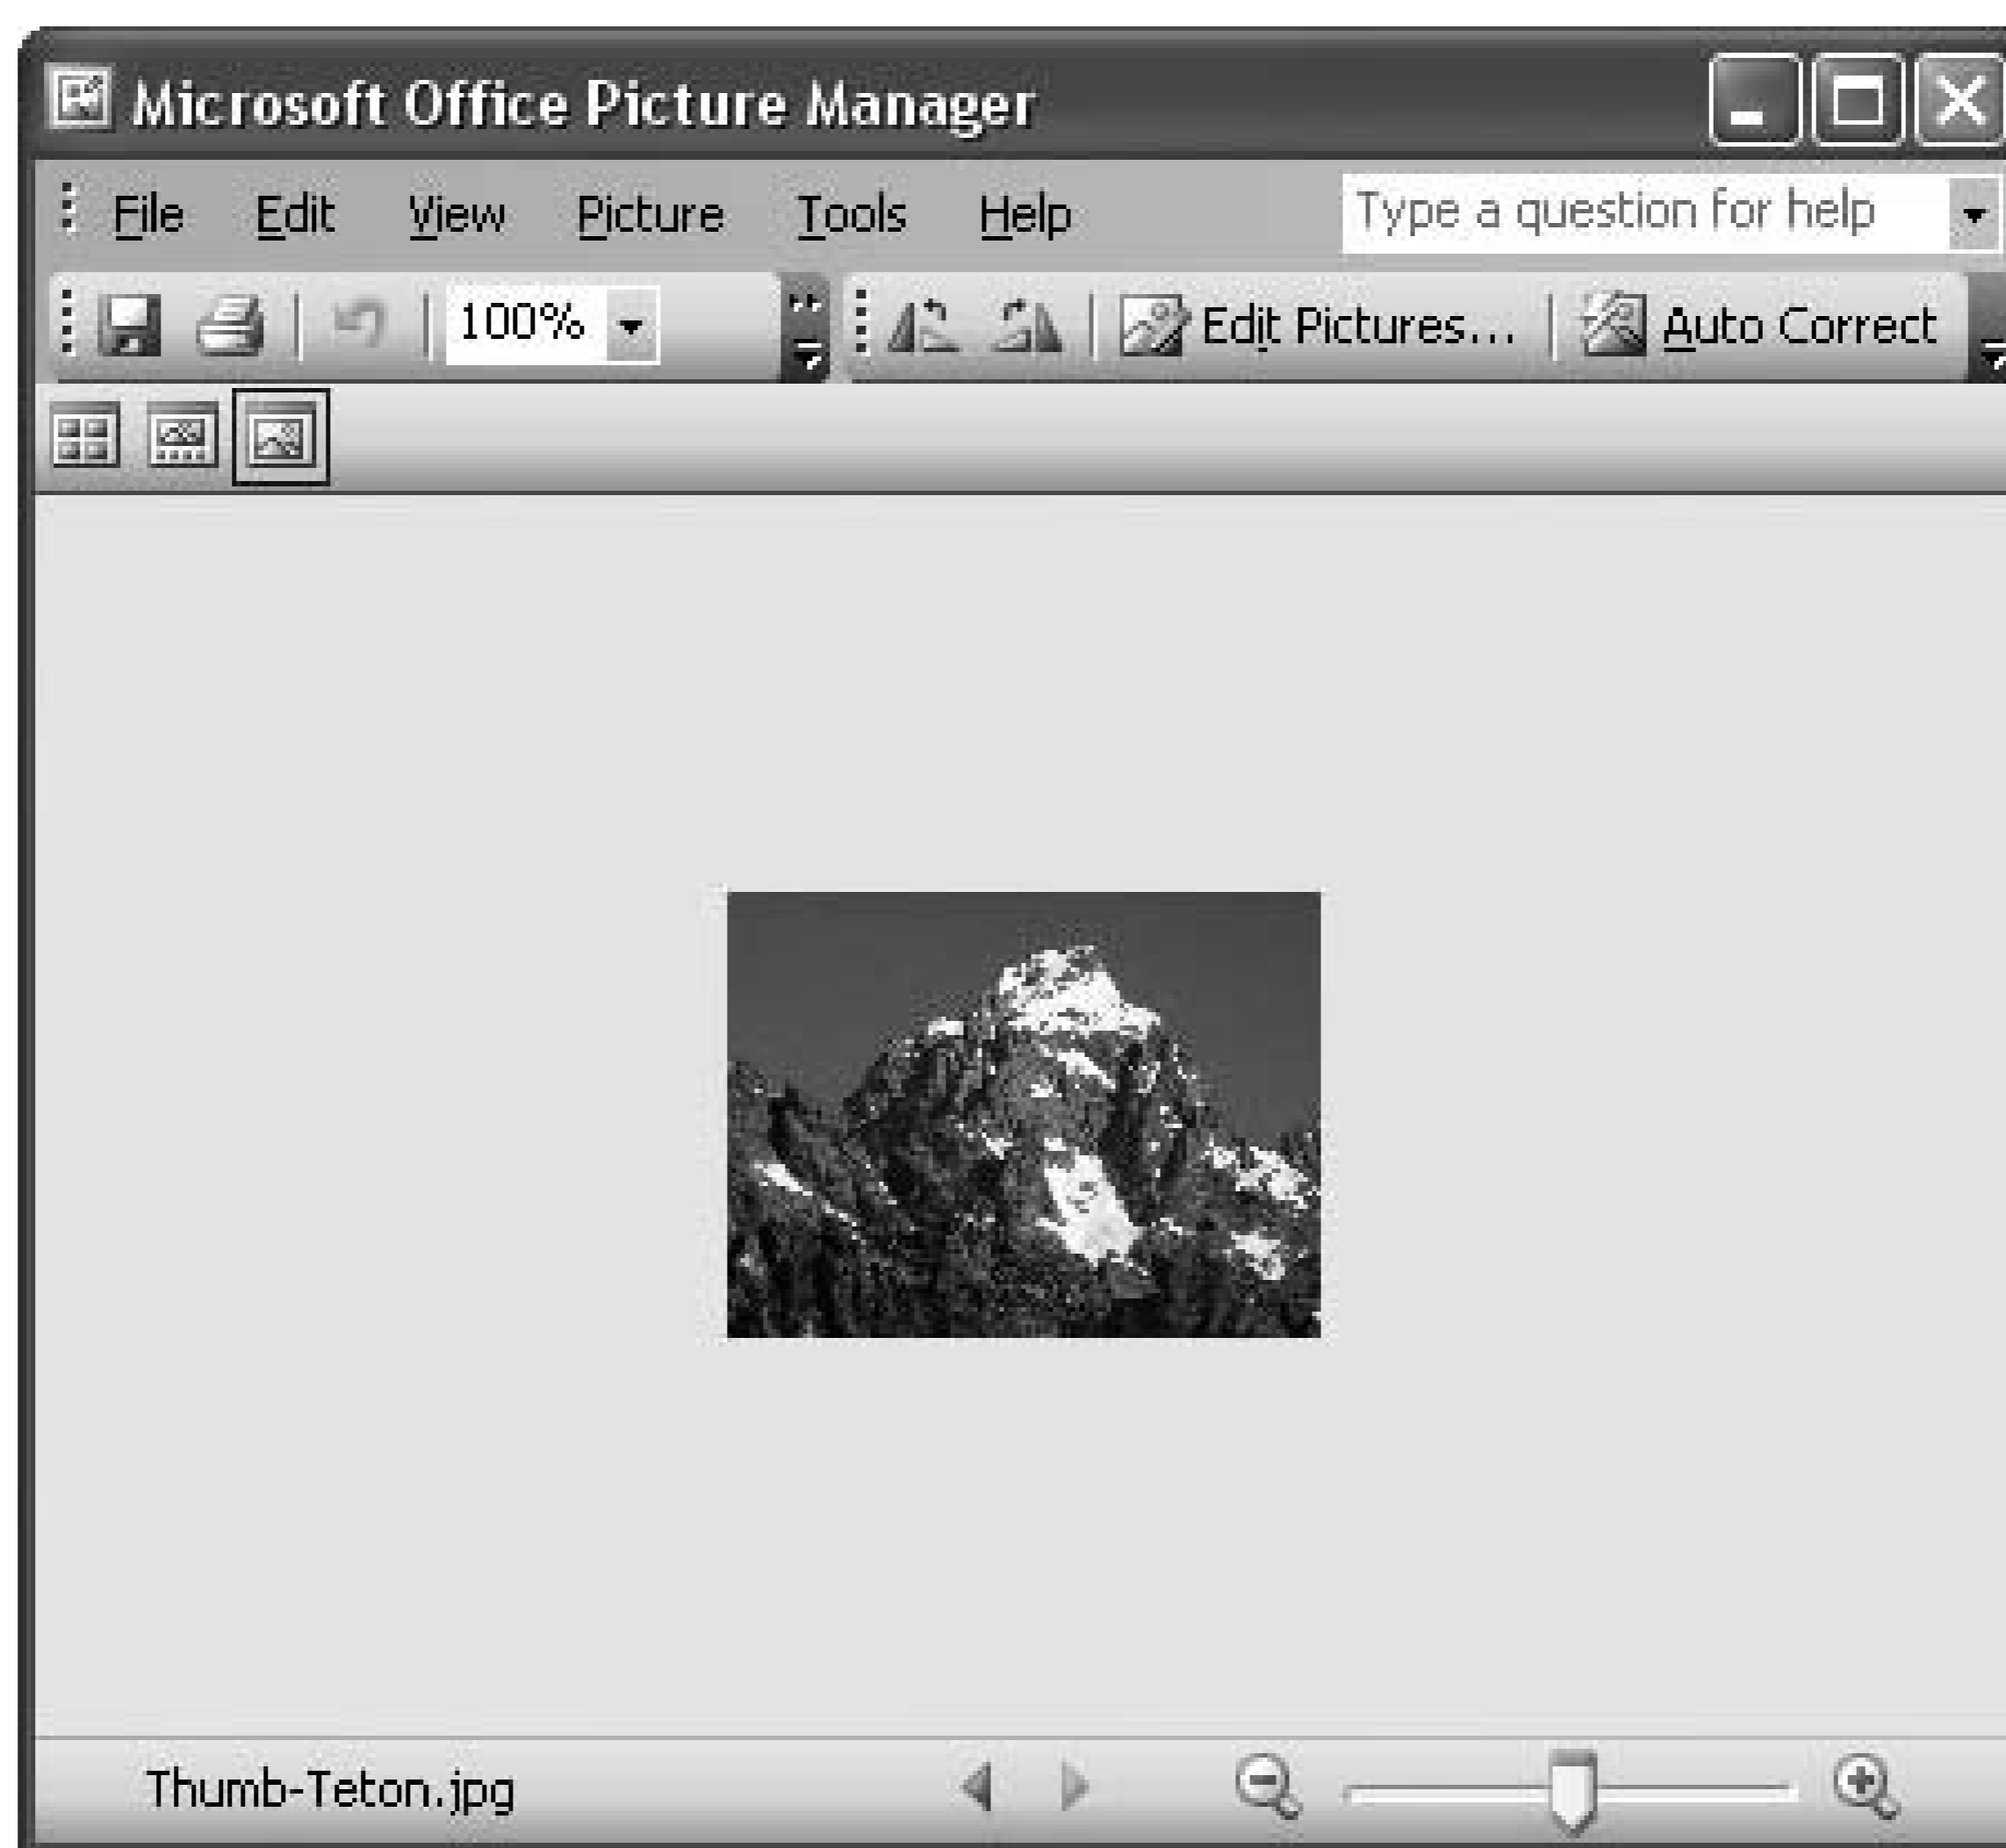 Microsoft Office Picture Manager
File Edit View Picture Tools Help Type a question for help
100% Edit Pictures... Auto Correct
Thumb-Teton.jpg